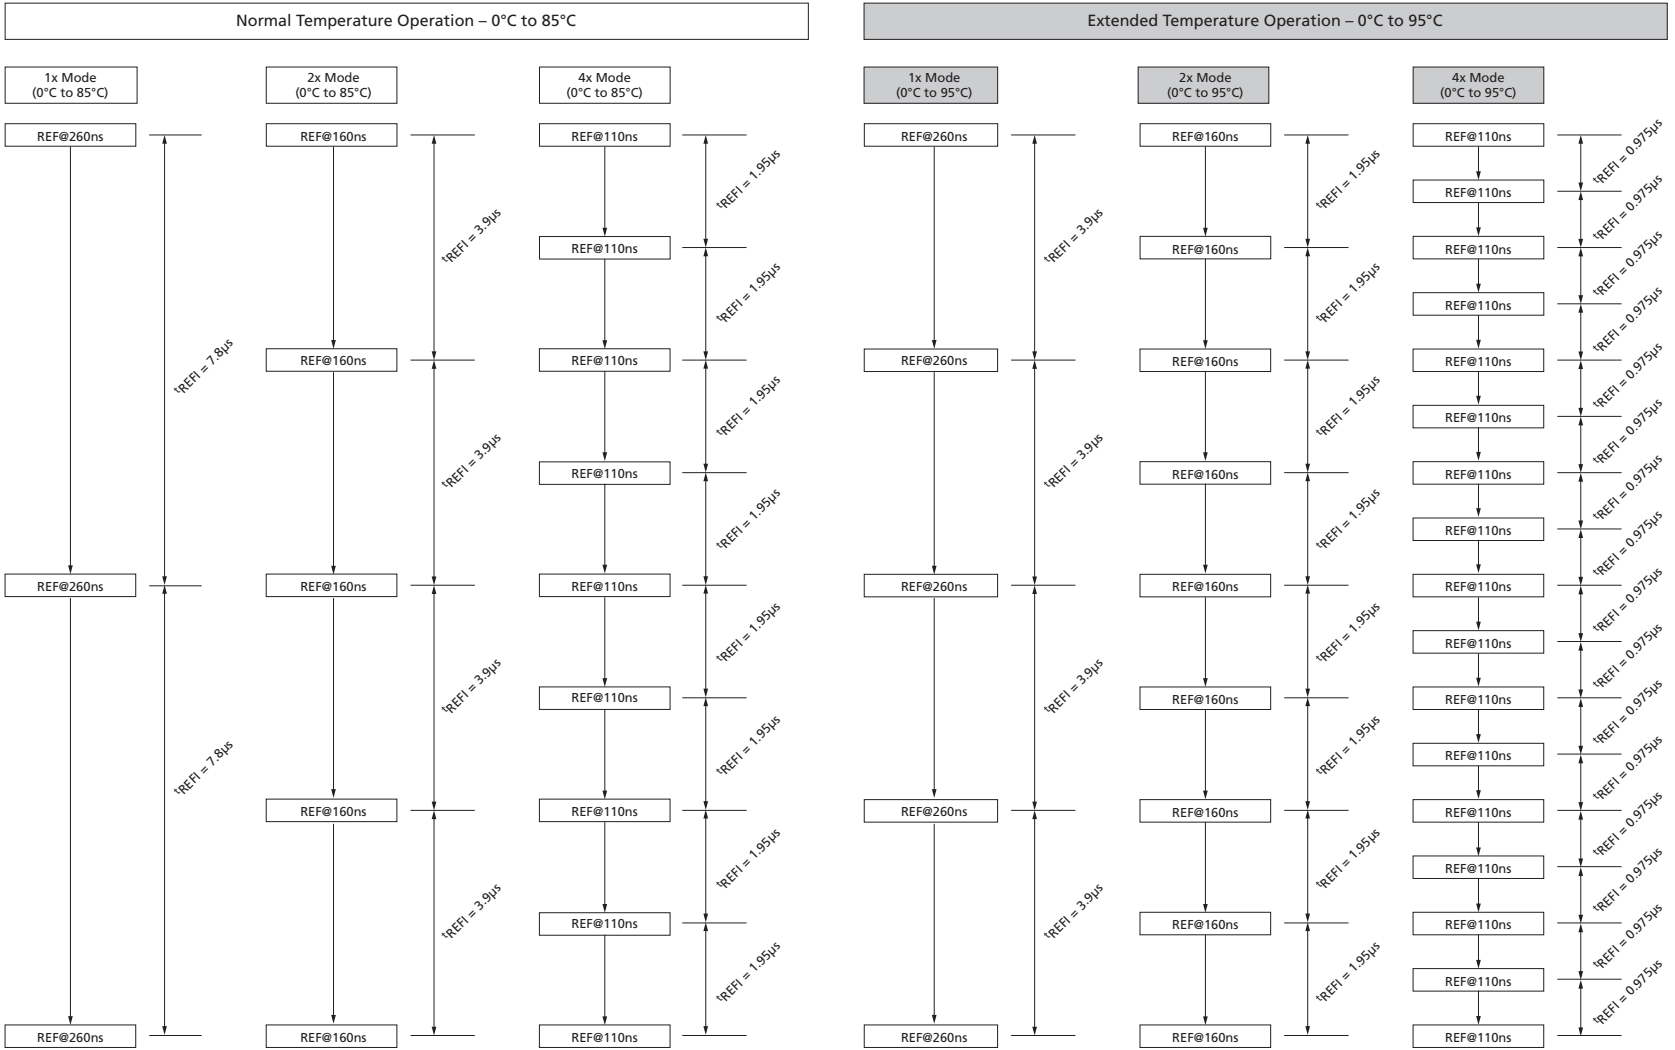 Normal Temperature Operation – 0°C to 85°C
1x Mode
(0°C to 85°C)
REF@260ns
tREFI = 7.8µs
REF@260ns
tREFI = 7.8µs
REF@260ns
2x Mode
(0°C to 85°C)
REF@160ns
tREFI = 3.9µs
REF@160ns
tREFI = 3.9µs
REF@160ns
tREFI = 3.9µs
REF@160ns
tREFI = 3.9µs
REF@160ns
4x Mode
(0°C to 85°C)
REF@110ns
tREFI = 1.95µs
REF@110ns
tREFI = 1.95µs
REF@110ns
tREFI = 1.95µs
REF@110ns
tREFI = 1.95µs
REF@110ns
tREFI = 1.95µs
REF@110ns
tREFI = 1.95µs
REF@110ns
tREFI = 1.95µs
REF@110ns
tREFI = 1.95µs
REF@110ns
Extended Temperature Operation – 0°C to 95°C
1x Mode
(0°C to 95°C)
REF@260ns
tREFI = 3.9µs
REF@260ns
tREFI = 3.9µs
REF@260ns
tREFI = 3.9µs
REF@260ns
tREFI = 3.9µs
REF@260ns
2x Mode
(0°C to 95°C)
REF@160ns
tREFI = 1.95µs
REF@160ns
tREFI = 1.95µs
REF@160ns
tREFI = 1.95µs
REF@160ns
tREFI = 1.95µs
REF@160ns
tREFI = 1.95µs
REF@160ns
tREFI = 1.95µs
REF@160ns
tREFI = 1.95µs
REF@160ns
tREFI = 1.95µs
REF@160ns
4x Mode
(0°C to 95°C)
REF@110ns
tREFI = 0.975µs
REF@110ns
tREFI = 0.975µs
REF@110ns
tREFI = 0.975µs
REF@110ns
tREFI = 0.975µs
REF@110ns
tREFI = 0.975µs
REF@110ns
tREFI = 0.975µs
REF@110ns
tREFI = 0.975µs
REF@110ns
tREFI = 0.975µs
REF@110ns
tREFI = 0.975µs
REF@110ns
tREFI = 0.975µs
REF@110ns
tREFI = 0.975µs
REF@110ns
tREFI = 0.975µs
REF@110ns
tREFI = 0.975µs
REF@110ns
tREFI = 0.975µs
REF@110ns
tREFI = 0.975µs
REF@110ns
tREFI = 0.975µs
REF@110ns